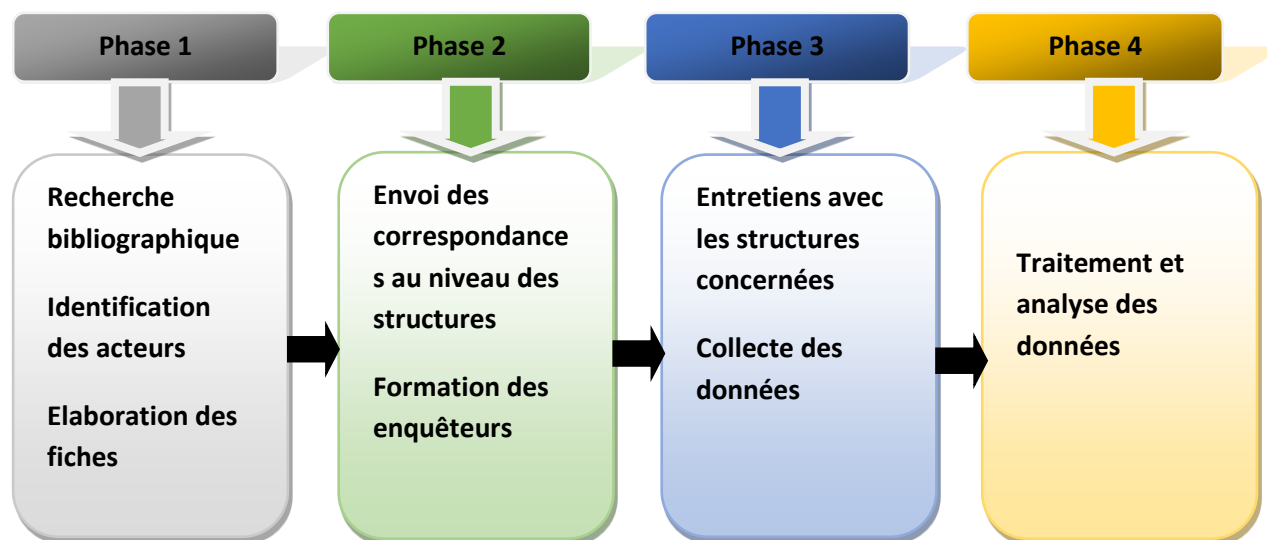 Phase 1
Recherche
bibliographique
Identification
des acteurs
Elaboration des
fiches
Phase 2
Envoi des
correspondance
s au niveau des
structures
Formation des
enquêteurs
Phase 3
Entretiens avec
les structures
concernées
Collecte des
données
Phase 4
Traitement et
analyse des
données